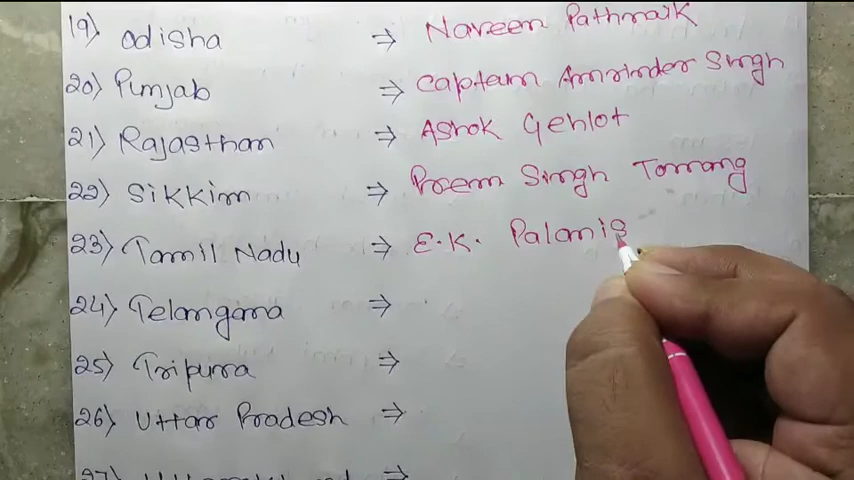 19) Odisha ⇒ Naveen Pathnaik
20) Punjab ⇒ Captain Amrinder Singh
21) Rajasthan ⇒ Ashok Gehlot
22) Sikkim ⇒ Prem Singh Tamang
23) Tamil Nadu ⇒ E.K. Palanis
24) Telangana ⇒
25) Tripura ⇒
26) Uttar Pradesh ⇒
27) ⇒